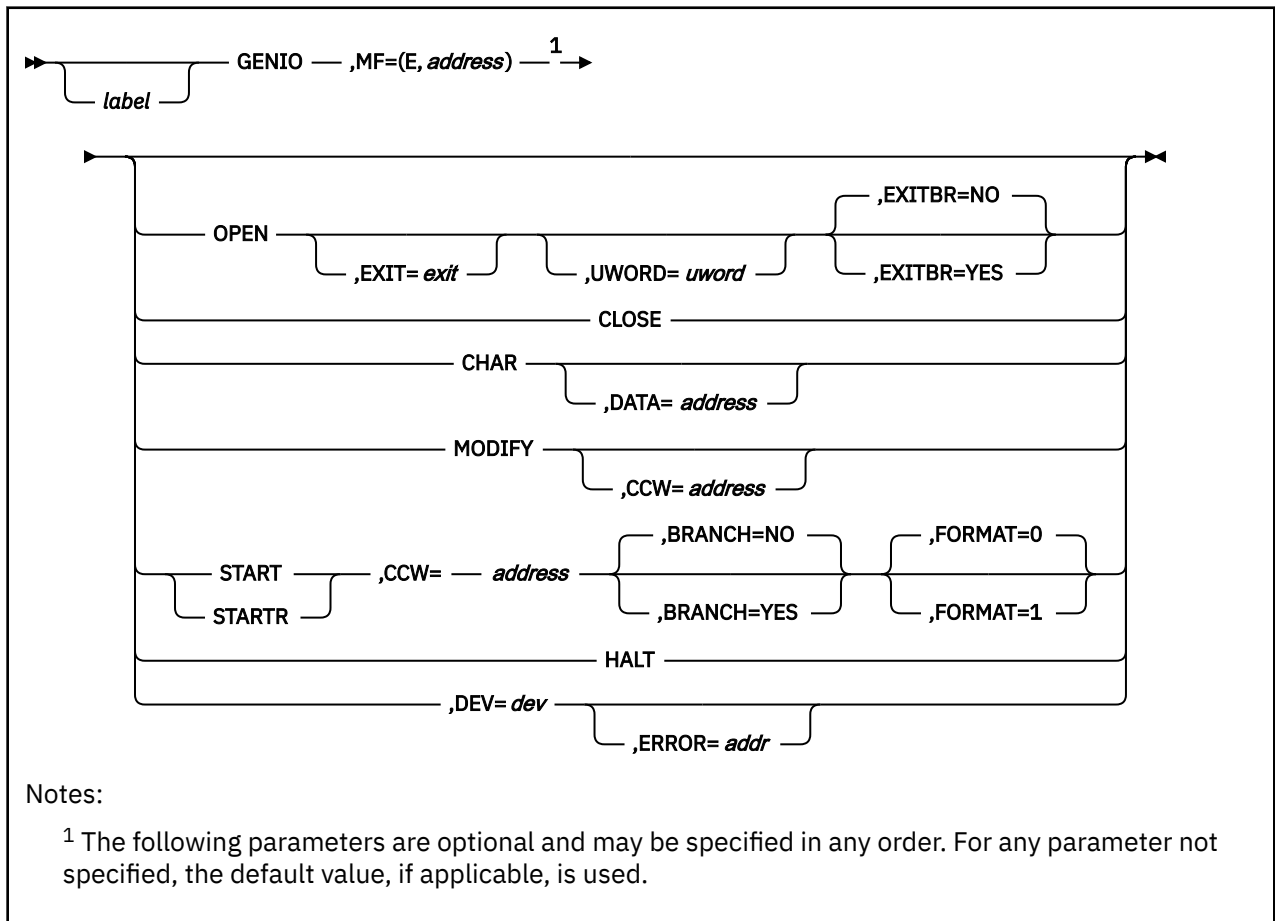 1
GENIO ,MF=(E, address)
label
,EXITBR=NO
OPEN
,EXIT= exit ,UWORD= uword ,EXITBR=YES
CLOSE
CHAR
,DATA= address
MODIFY
,CCW= address
,BRANCH=NO ,FORMAT=0
START ,CCW= address
STARTR ,BRANCH=YES ,FORMAT=1
HALT
,DEV= dev
,ERROR= addr
Notes:
1 The following parameters are optional and may be specified in any order. For any parameter not
specified, the default value, if applicable, is used.